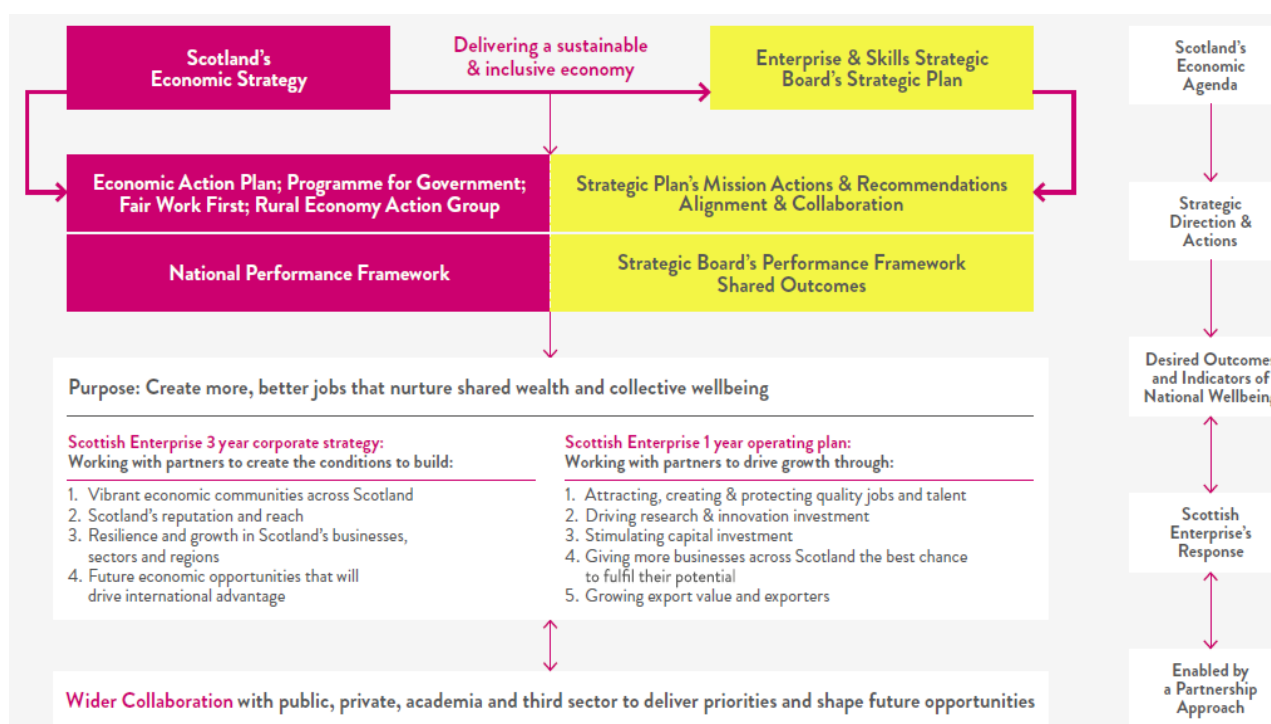 Scotland's
Economic Strategy
Delivering a sustainable
& inclusive economy
Enterprise & Skills Strategic
Board's Strategic Plan
Economic Action Plan; Programme for Government;
Fair Work First; Rural Economy Action Group
Strategic Plan's Mission Actions & Recommendations
Alignment & Collaboration
National Performance Framework
Strategic Board's Performance Framework
Shared Outcomes
Purpose: Create more, better jobs that nurture shared wealth and collective wellbeing
Scottish Enterprise 3 year corporate strategy:
Working with partners to create the conditions to build:
1. Vibrant economic communities across Scotland
2. Scotland's reputation and reach
3. Resilience and growth in Scotland's businesses,
sectors and regions
4. Future economic opportunities that will
drive international advantage
Scottish Enterprise 1 year operating plan:
Working with partners to drive growth through:
1. Attracting, creating & protecting quality jobs and talent
2. Driving research & innovation investment
3. Stimulating capital investment
4. Giving more businesses across Scotland the best chance
to fulfil their potential
5. Growing export value and exporters
Wider Collaboration with public, private, academia and third sector to deliver priorities and shape future opportunities
Scotland's
Economic
Agenda
Strategic
Direction &
Actions
Desired Outcomes
and Indicators of
National Wellbeing
Scottish
Enterprise's
Response
Enabled by
a Partnership
Approach